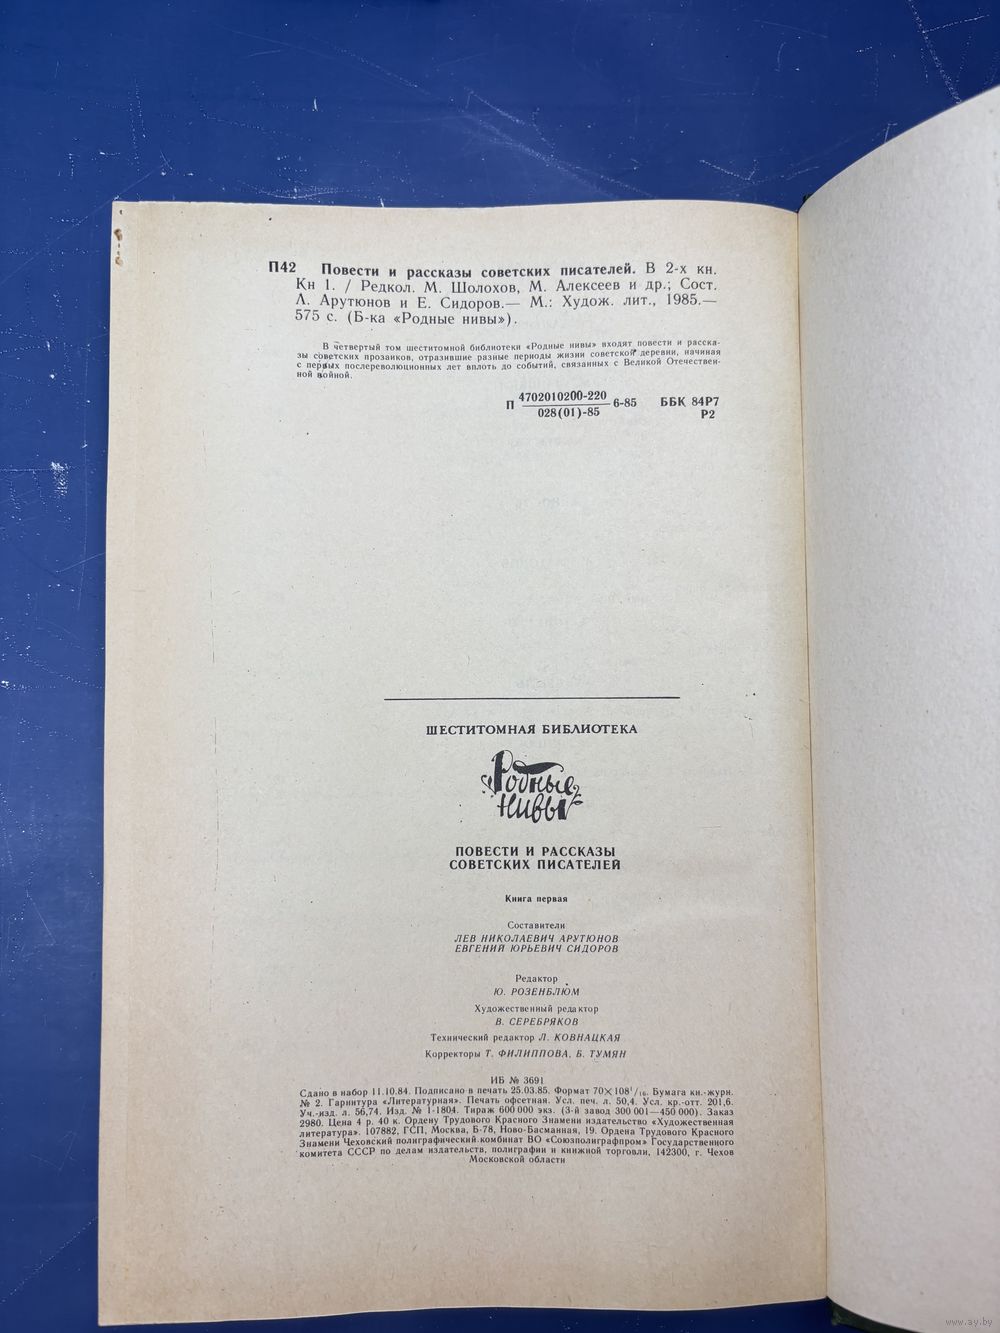 П42 Повести и рассказы советских писателей. В 2-х кн.
Кн 1. / Редкол. М. Шолохов, М. Алексеев и др.; Сост.
Л. Арутюнов и Е. Сидоров.— М.: Худож. лит., 1985.—
575 с. (Б-ка «Родные нивы»).
В четвертый том шеститомной библиотеки «Родные нивы» входят повести и расска-
зы советских прозаиков, отразившие разные периоды жизни советской деревни, начиная
с первых послереволюционных лет вплоть до событий, связанных с Великой Отечествен-
ной войной.
П 4702010200-220 6-85 ББК 84Р7
028(01)-85 Р2
ШЕСТИТОМНАЯ БИБЛИОТЕКА
Родные
нивы
ПОВЕСТИ И РАССКАЗЫ
СОВЕТСКИХ ПИСАТЕЛЕЙ
Книга первая
Составители
ЛЕВ НИКОЛАЕВИЧ АРУТЮНОВ
ЕВГЕНИЙ ЮРЬЕВИЧ СИДОРОВ
Редактор
Ю. РОЗЕНБЛЮМ
Художественный редактор
В. СЕРЕБРЯКОВ
Технический редактор Л. КОВНАЦКАЯ
Корректоры Т. ФИЛИППОВА, Б. ТУМЯН
ИБ № 3691
Сдано в набор 11.10.84. Подписано в печать 25.03.85. Формат 70×108¹/₁₆. Бумага кн.-журн.
№ 2. Гарнитура «Литературная». Печать офсетная. Усл. печ. л. 50,4. Усл. кр.-отт. 201,6.
Уч.-изд. л. 56,74. Изд. № 1-1804. Тираж 600 000 экз. (3-й завод 300 001—450 000). Заказ
2980. Цена 4 р. 40 к. Ордену Трудового Красного Знамени издательство «Художественная
литература». 107882, ГСП, Москва, Б-78, Ново-Басманная, 19. Ордена Трудового Красного
Знамени Чеховский полиграфический комбинат ВО «Союзполиграфпром» Государственного
комитета СССР по делам издательств, полиграфии и книжной торговли, 142300, г. Чехов
Московской области
www.ay.by